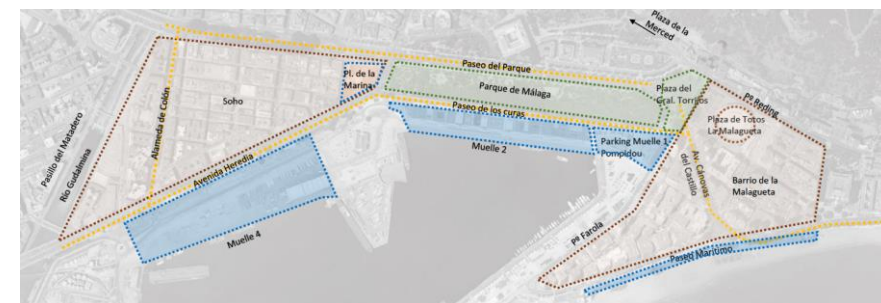 Plaza de la
Merced
Paseo del Parque
Pl. de la
Marina
Parque de Málaga
Plaza del
Gral. Torrijos
Pº Reding
Soho
Paseo de los curas
Plaza de Totos
La Malagueta
Pasillo del Matadero
Río Gudalmina
Alameda de Colón
Muelle 2
Parking Muelle 1
Pompidou
Av. Cánovas
del Castillo
Avenida Heredia
Barrio de la
Malagueta
Muelle 4
Pº Farola
Paseo Marítimo